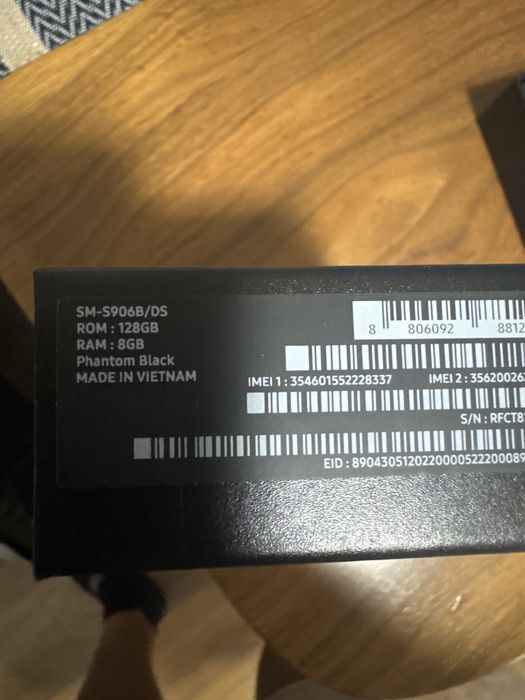 SM-S906B/DS
ROM : 128GB
RAM : 8GB
Phantom Black
MADE IN VIETNAM
8 806092 8812
IMEI 1 : 354601552228337 IMEI 2 : 35620026
S/N : RFCT8
EID : 8904305120220000522200089